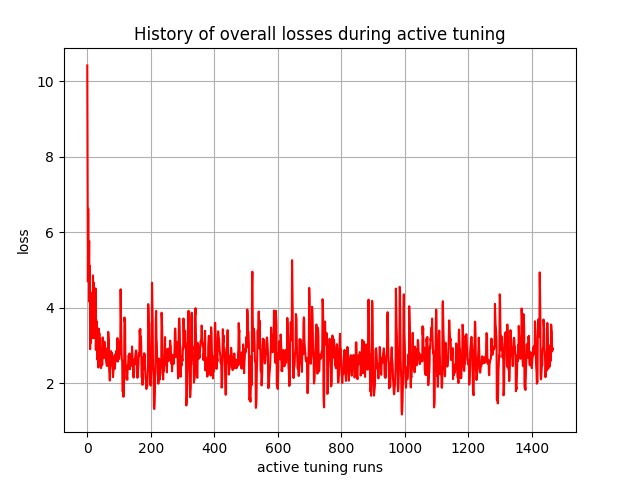 History of overall losses during active tuning
10
8
6
4
2
loss
0 200 400 600 800 1000 1200 1400
active tuning runs